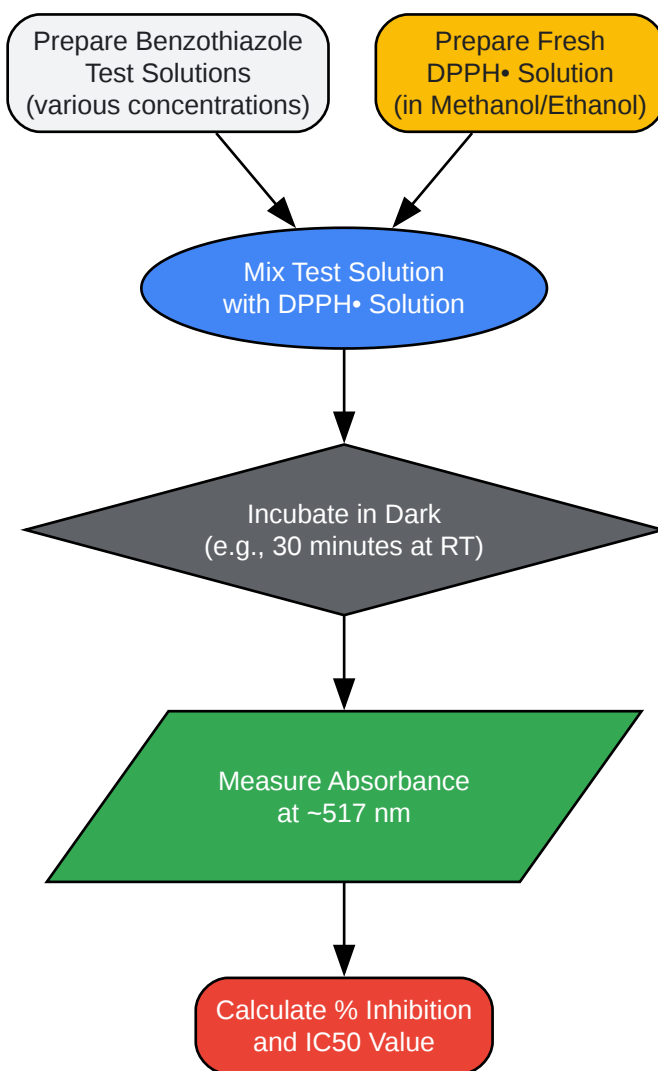 Prepare Benzothiazole
Test Solutions
(various concentrations)
Prepare Fresh
DPPH• Solution
(in Methanol/Ethanol)
Mix Test Solution
with DPPH• Solution
Incubate in Dark
(e.g., 30 minutes at RT)
Measure Absorbance
at ~517 nm
Calculate % Inhibition
and IC50 Value